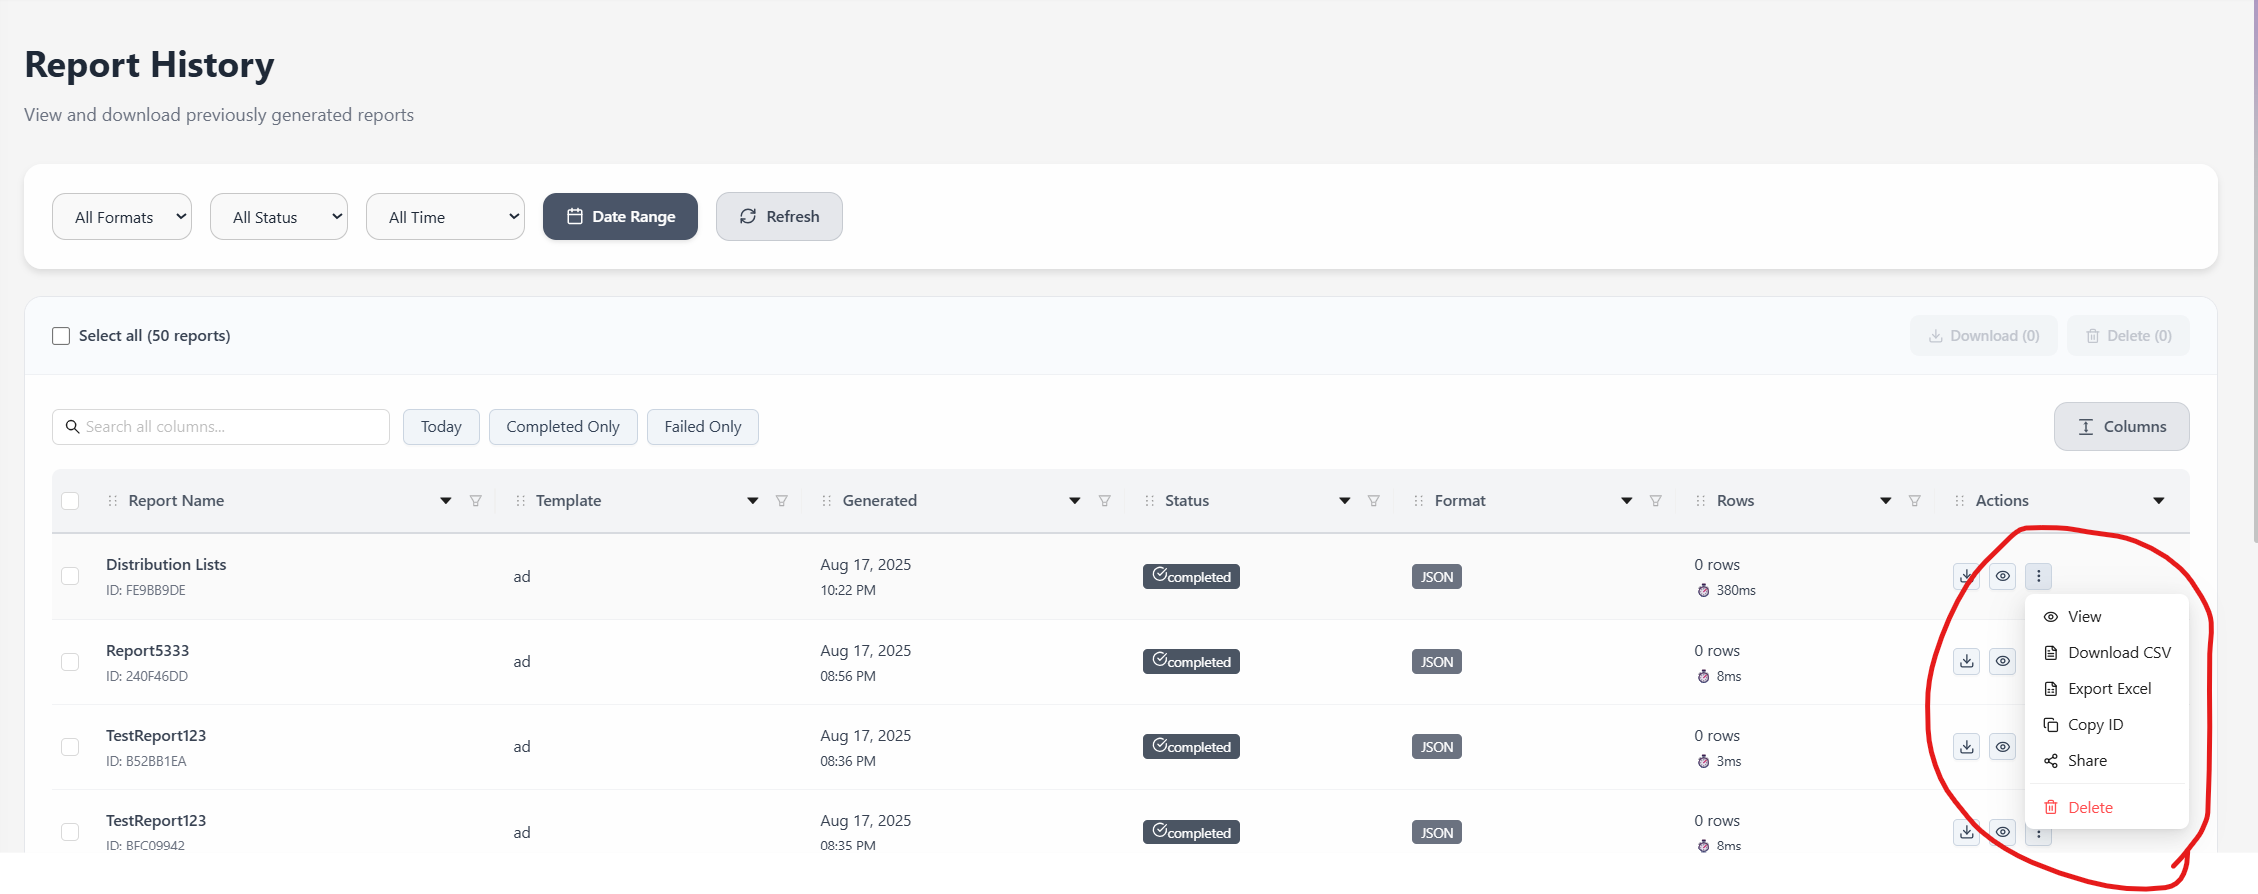 Report History
View and download previously generated reports
All Formats All Status All Time Date Range Refresh
Select all (50 reports) Download (0) Delete (0)
Search all columns... Today Completed Only Failed Only Columns
Report Name Template Generated Status Format Rows Actions
Distribution Lists ad Aug 17, 2025 completed JSON 0 rows
ID: FE9BB9DE 10:22 PM 380ms
View
Report5333 ad Aug 17, 2025 completed JSON 0 rows Download CSV
ID: 240F46DD 08:56 PM 8ms Export Excel
Copy ID
TestReport123 ad Aug 17, 2025 completed JSON 0 rows
ID: B52BB1EA 08:36 PM 3ms Share
Delete
TestReport123 ad Aug 17, 2025 completed JSON 0 rows
ID: BFC09942 08:35 PM 8ms